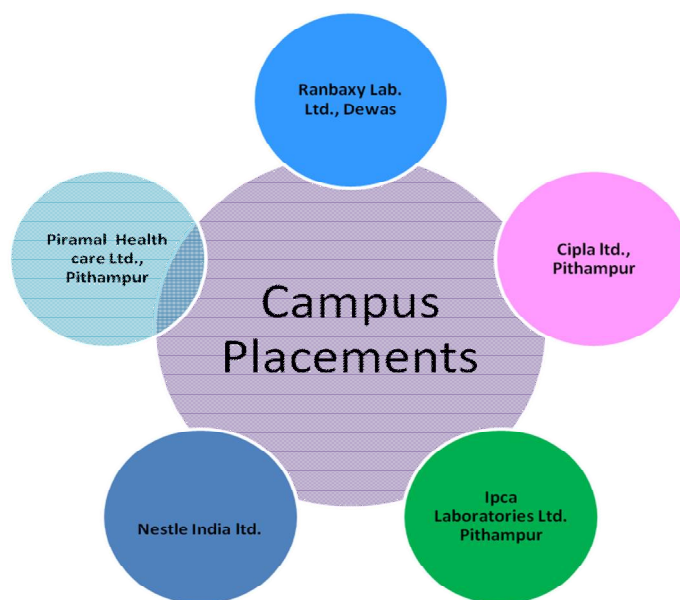 Ranbaxy Lab.
Ltd., Dewas
Piramal Health
care Ltd.,
Pithampur
Cipla ltd.,
Pithampur
Campus
Placements
Nestle India ltd.
Ipca
Laboratories Ltd.
Pithampur